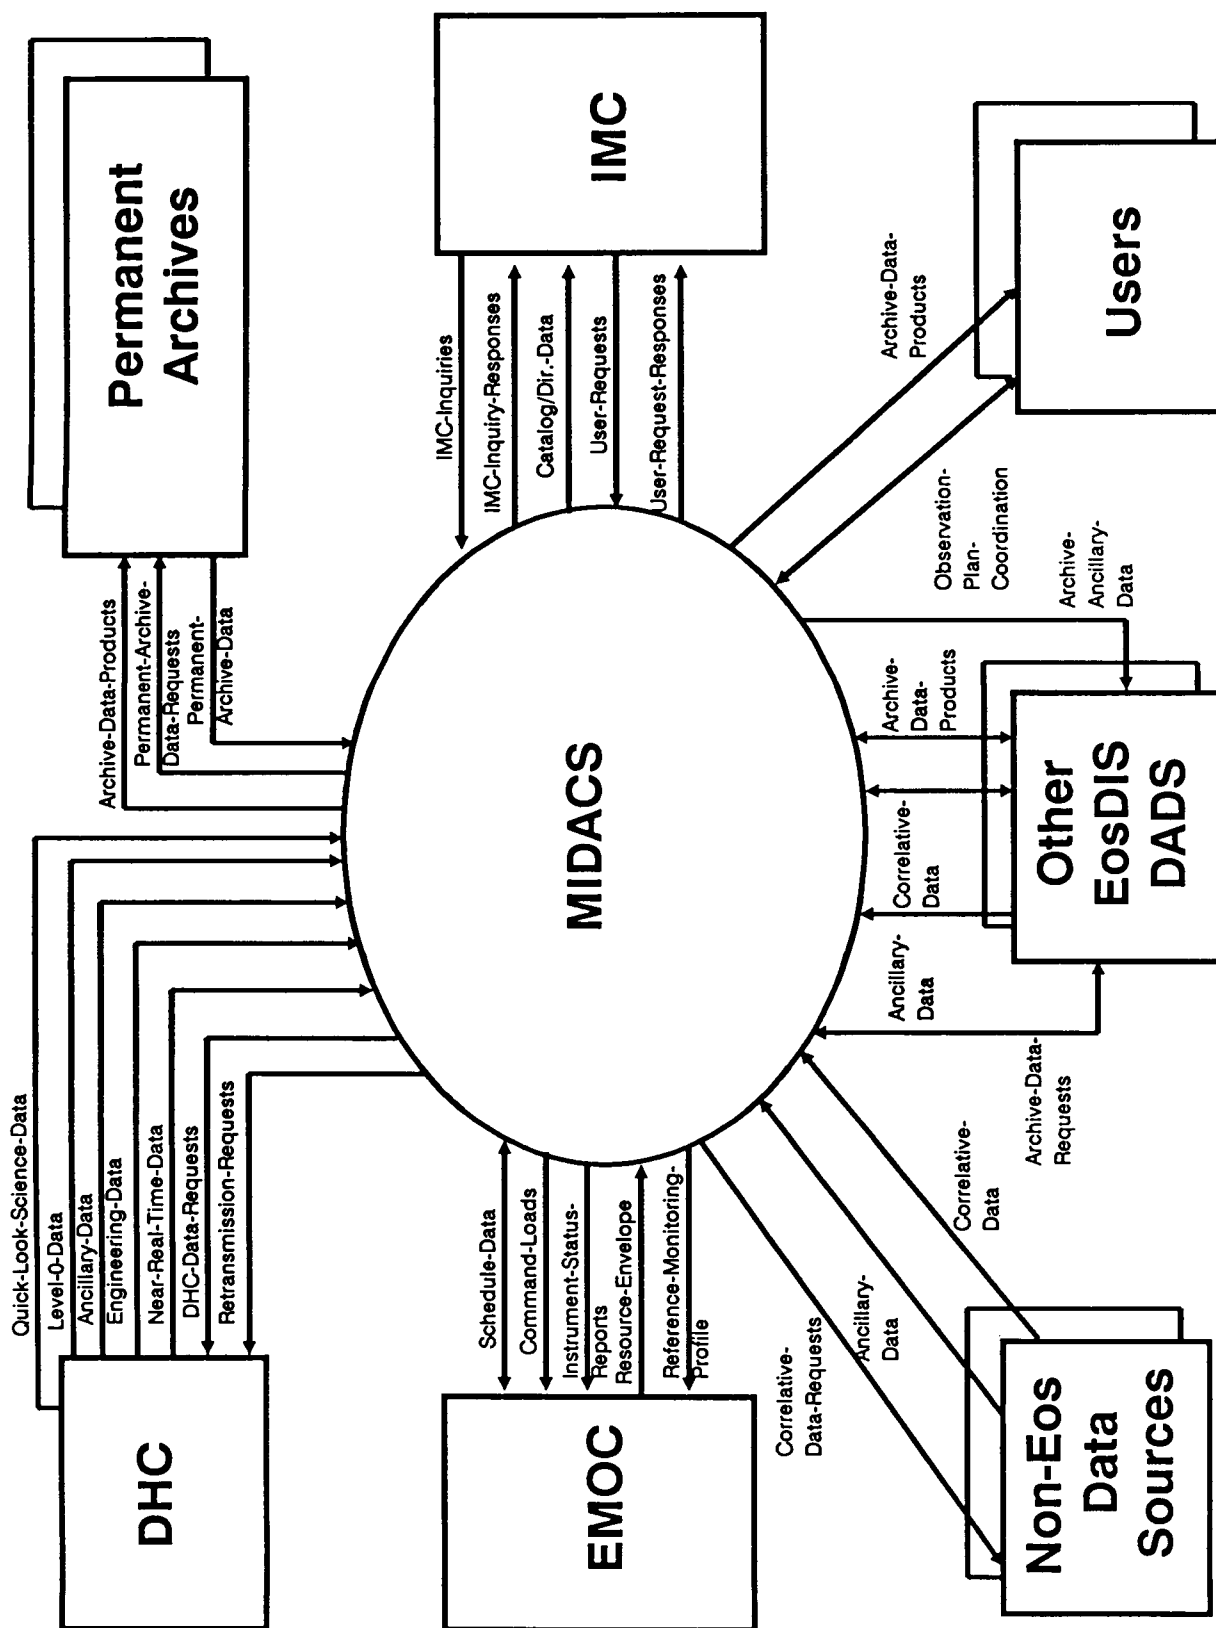 DHC
Quick-Look-Science-Data
Level-0-Data
Ancillary-Data
Engineering-Data
Near-Real-Time-Data
DHC-Data-Requests
Retransmission-Requests
Archive-Data-Products
Permanent-Archive-
Data-Requests
Permanent-
Archive-Data
Permanent
Archives
EMOC
Schedule-Data
Command-Loads
Instrument-Status-
Reports
Resource-Envelope
Reference-Monitoring-
Profile
MIDACS
IMC-Inquiries
IMC-Inquiry-Responses
Catalog/Dir.-Data
User-Requests
User-Request-Responses
IMC
Correlative-
Data-Requests
Ancillary-
Data
Correlative-
Data
Non-Eos
Data
Sources
Archive-Data-
Requests
Ancillary-
Data
Correlative-
Data
Archive-
Data-
Products
Archive-
Ancillary-
Data
Other
EosDIS
DADS
Observation-
Plan-
Coordination
Archive-Data-
Products
Users